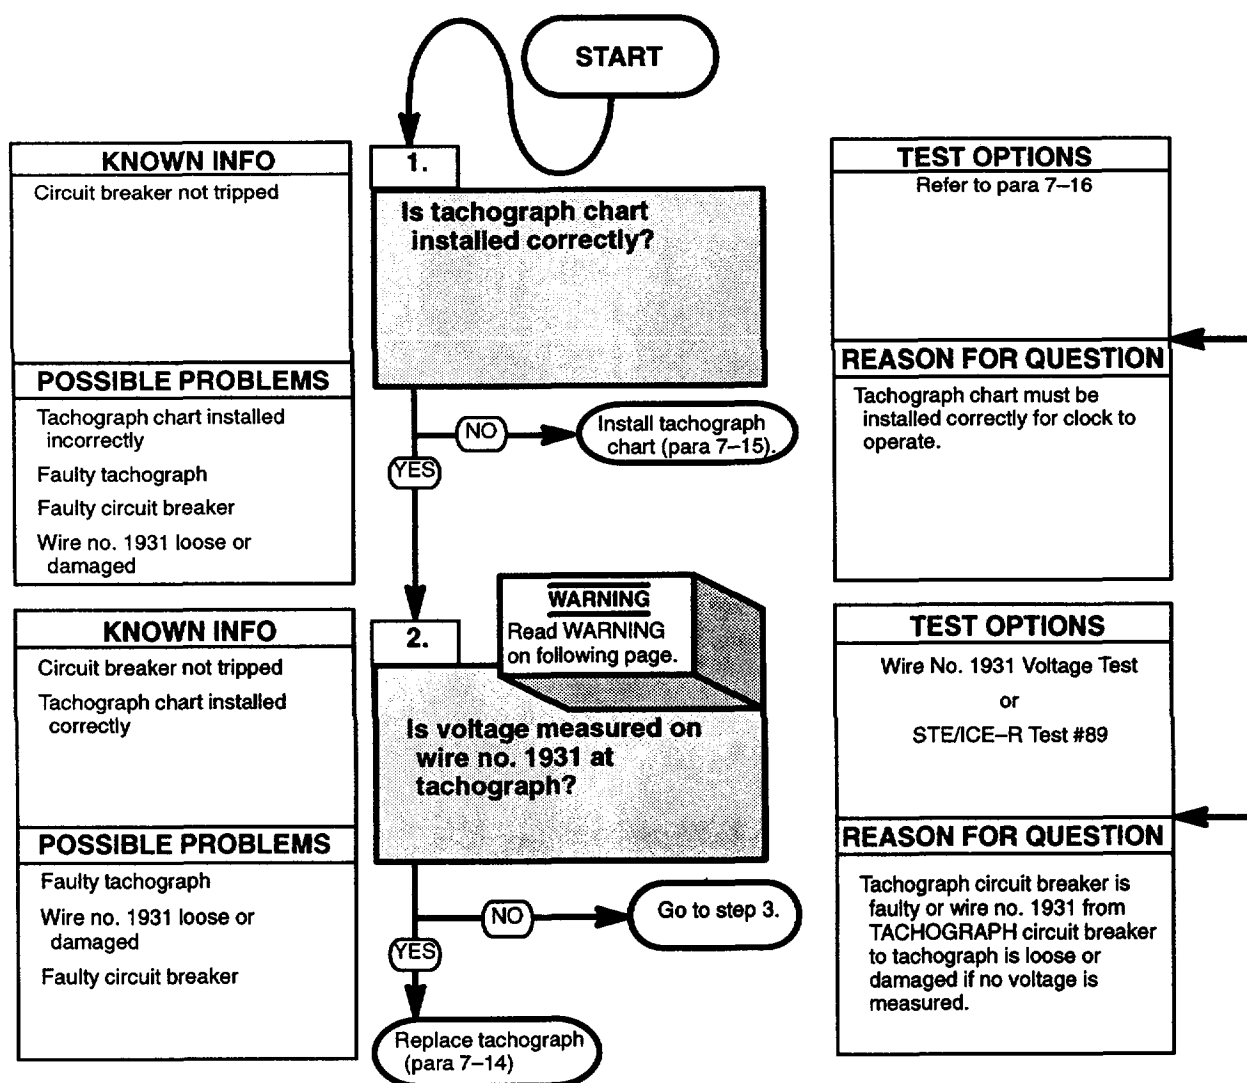 START
KNOWN INFO
Circuit breaker not tripped
POSSIBLE PROBLEMS
Tachograph chart installed
incorrectly
Faulty tachograph
Faulty circuit breaker
Wire no. 1931 loose or
damaged
1.
Is tachograph chart
installed correctly?
NO
Install tachograph
chart (para 7–15).
YES
TEST OPTIONS
Refer to para 7–16
REASON FOR QUESTION
Tachograph chart must be
installed correctly for clock to
operate.
KNOWN INFO
Circuit breaker not tripped
Tachograph chart installed
correctly
POSSIBLE PROBLEMS
Faulty tachograph
Wire no. 1931 loose or
damaged
Faulty circuit breaker
WARNING
Read WARNING
on following page.
2.
Is voltage measured on
wire no. 1931 at
tachograph?
NO
Go to step 3.
YES
Replace tachograph
(para 7–14)
TEST OPTIONS
Wire No. 1931 Voltage Test
or
STE/ICE–R Test #89
REASON FOR QUESTION
Tachograph circuit breaker is
faulty or wire no. 1931 from
TACHOGRAPH circuit breaker
to tachograph is loose or
damaged if no voltage is
measured.